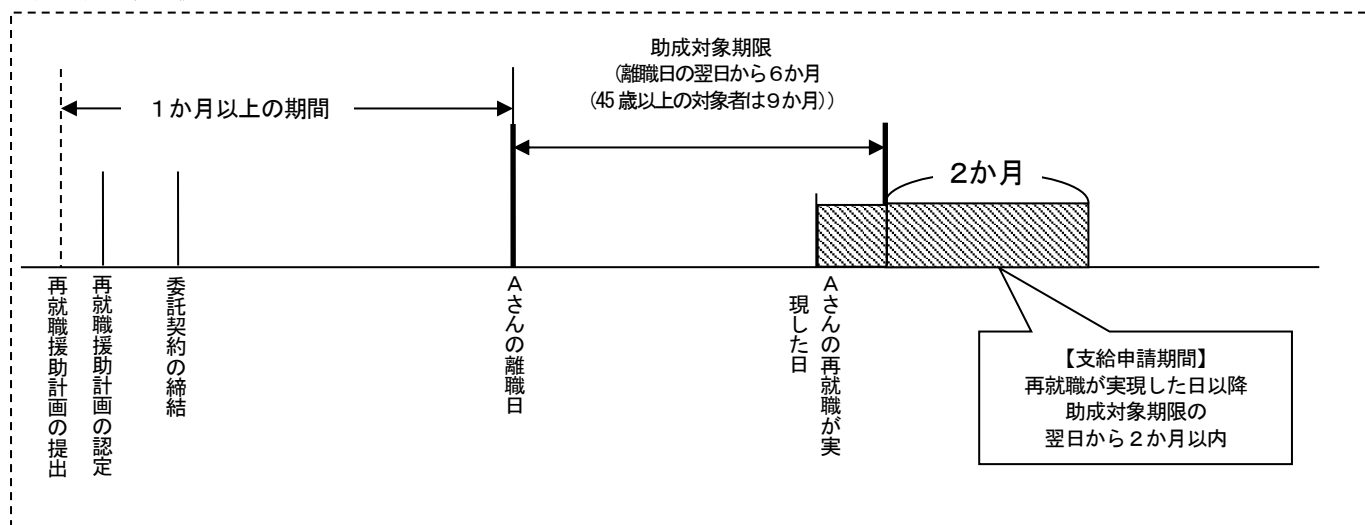 助成対象期限
(離職日の翌日から6か月
(45歳以上の対象者は9か月))
1か月以上の期間
2か月
再就職援助計画の提出
再就職援助計画の認定
委託契約の締結
Aさんの離職日
Aさんの再就職が実
現した日
【支給申請期間】
再就職が実現した日以降
助成対象期限の
翌日から2か月以内